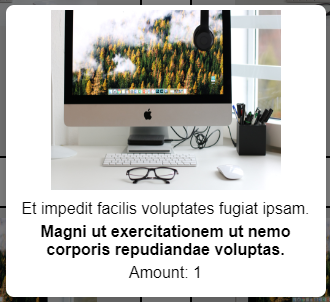 Et impedit facilis voluptates fugiat ipsam.
Magni ut exercitationem ut nemo
corporis repudiandae voluptas.
Amount: 1